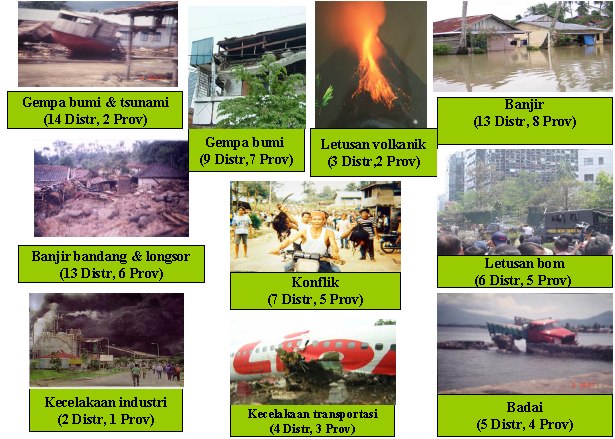 Gempa bumi & tsunami
(14 Distr, 2 Prov)
Gempa bumi
(9 Distr,7 Prov)
Letusan volkanik
(3 Distr,2 Prov)
Banjir
(13 Distr, 8 Prov)
Banjir bandang & longsor
(13 Distr, 6 Prov)
Konflik
(7 Distr, 5 Prov)
Letusan bom
(6 Distr, 5 Prov)
Kecelakaan industri
(2 Distr, 1 Prov)
Kecelakaan transportasi
(4 Distr, 3 Prov)
Badai
(5 Distr, 4 Prov)